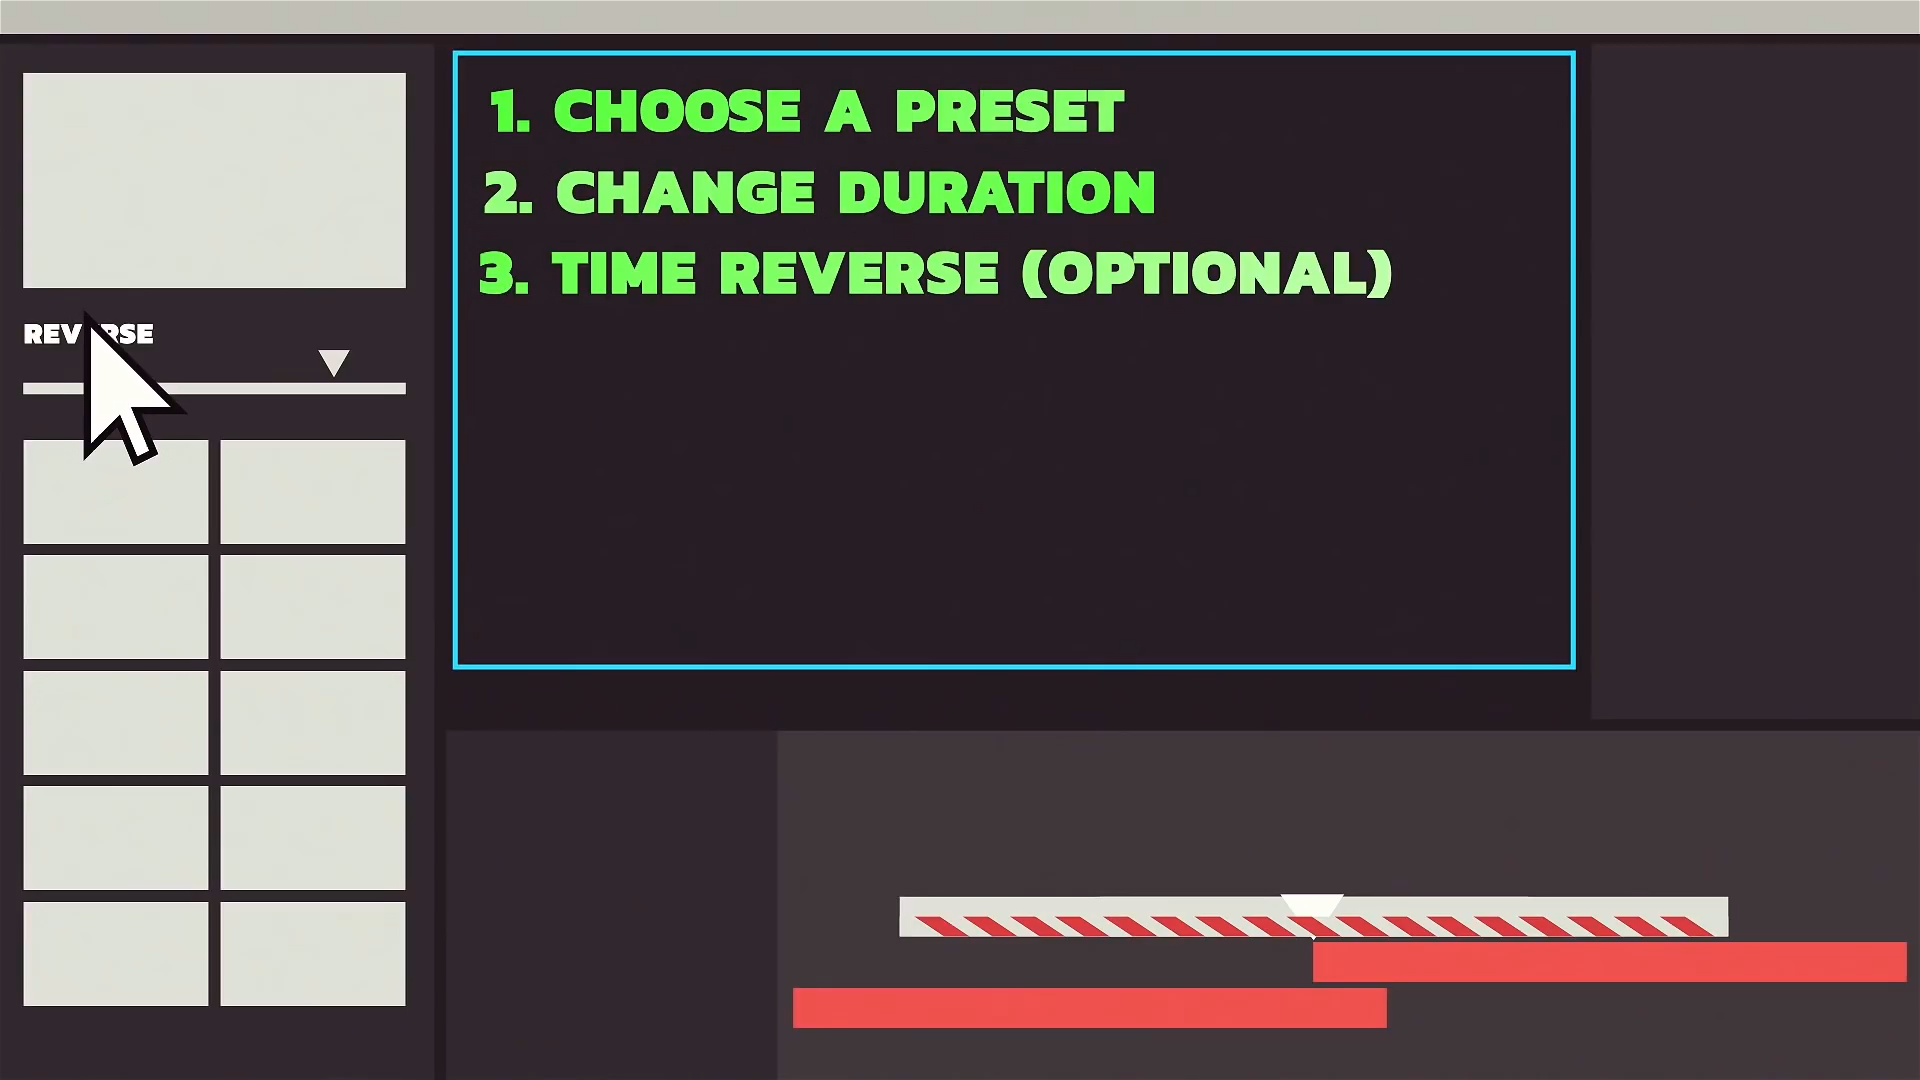 1. CHOOSE A PRESET
2. CHANGE DURATION
3. TIME REVERSE (OPTIONAL)
REVERSE